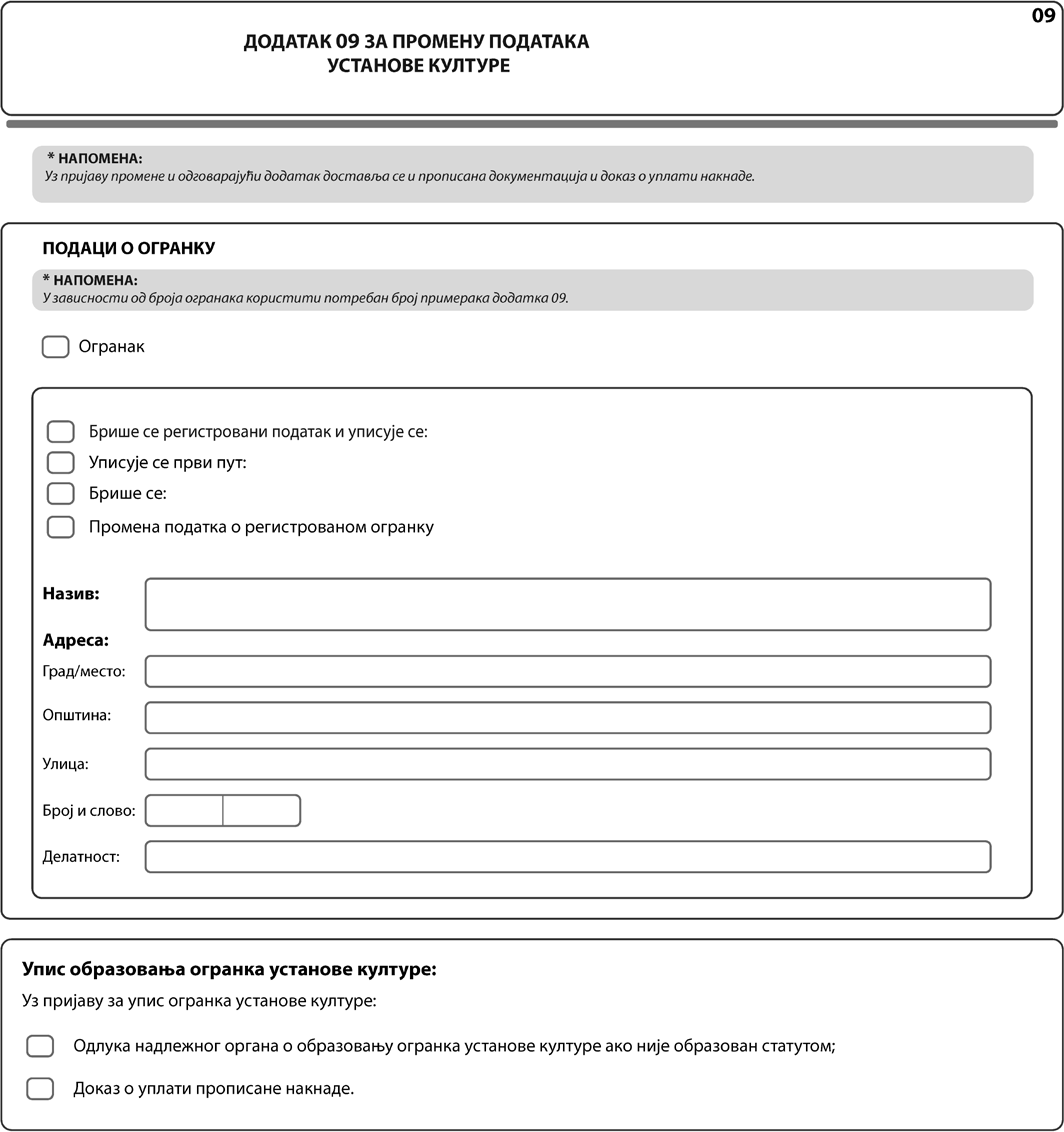 09
ДОДАТАК 09 ЗА ПРОМЕНУ ПОДАТАКА
УСТАНОВЕ КУЛТУРЕ
* НАПОМЕНА:
Уз пријаву промене и одговарајући додатак доставља се и прописана документација и доказ о уплати накнаде.
ПОДАЦИ О ОГРАНКУ
* НАПОМЕНА:
У зависности од броја огранака користити потребан број примерака додатка 09.
Огранак
Брише се регистровани податак и уписује се:
Уписује се први пут:
Брише се:
Промена податка о регистрованом огранку
Назив:
Адреса:
Град/место:
Општина:
Улица:
Број и слово:
Делатност:
Упис образовања огранка установе културе:
Уз пријаву за упис огранка установе културе:
Одлука надлежног органа о образовању огранка установе културе ако није образован статутом;
Доказ о уплати прописане накнаде.